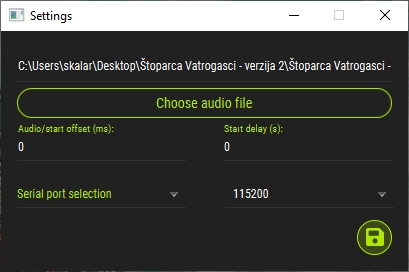 Settings
C:\Users\skalar\Desktop\Štoparca Vatrogasci - verzija 2\Štoparca Vatrogasci -
Choose audio file
Audio/start offset (ms): Start delay (s):
0 0
Serial port selection 115200